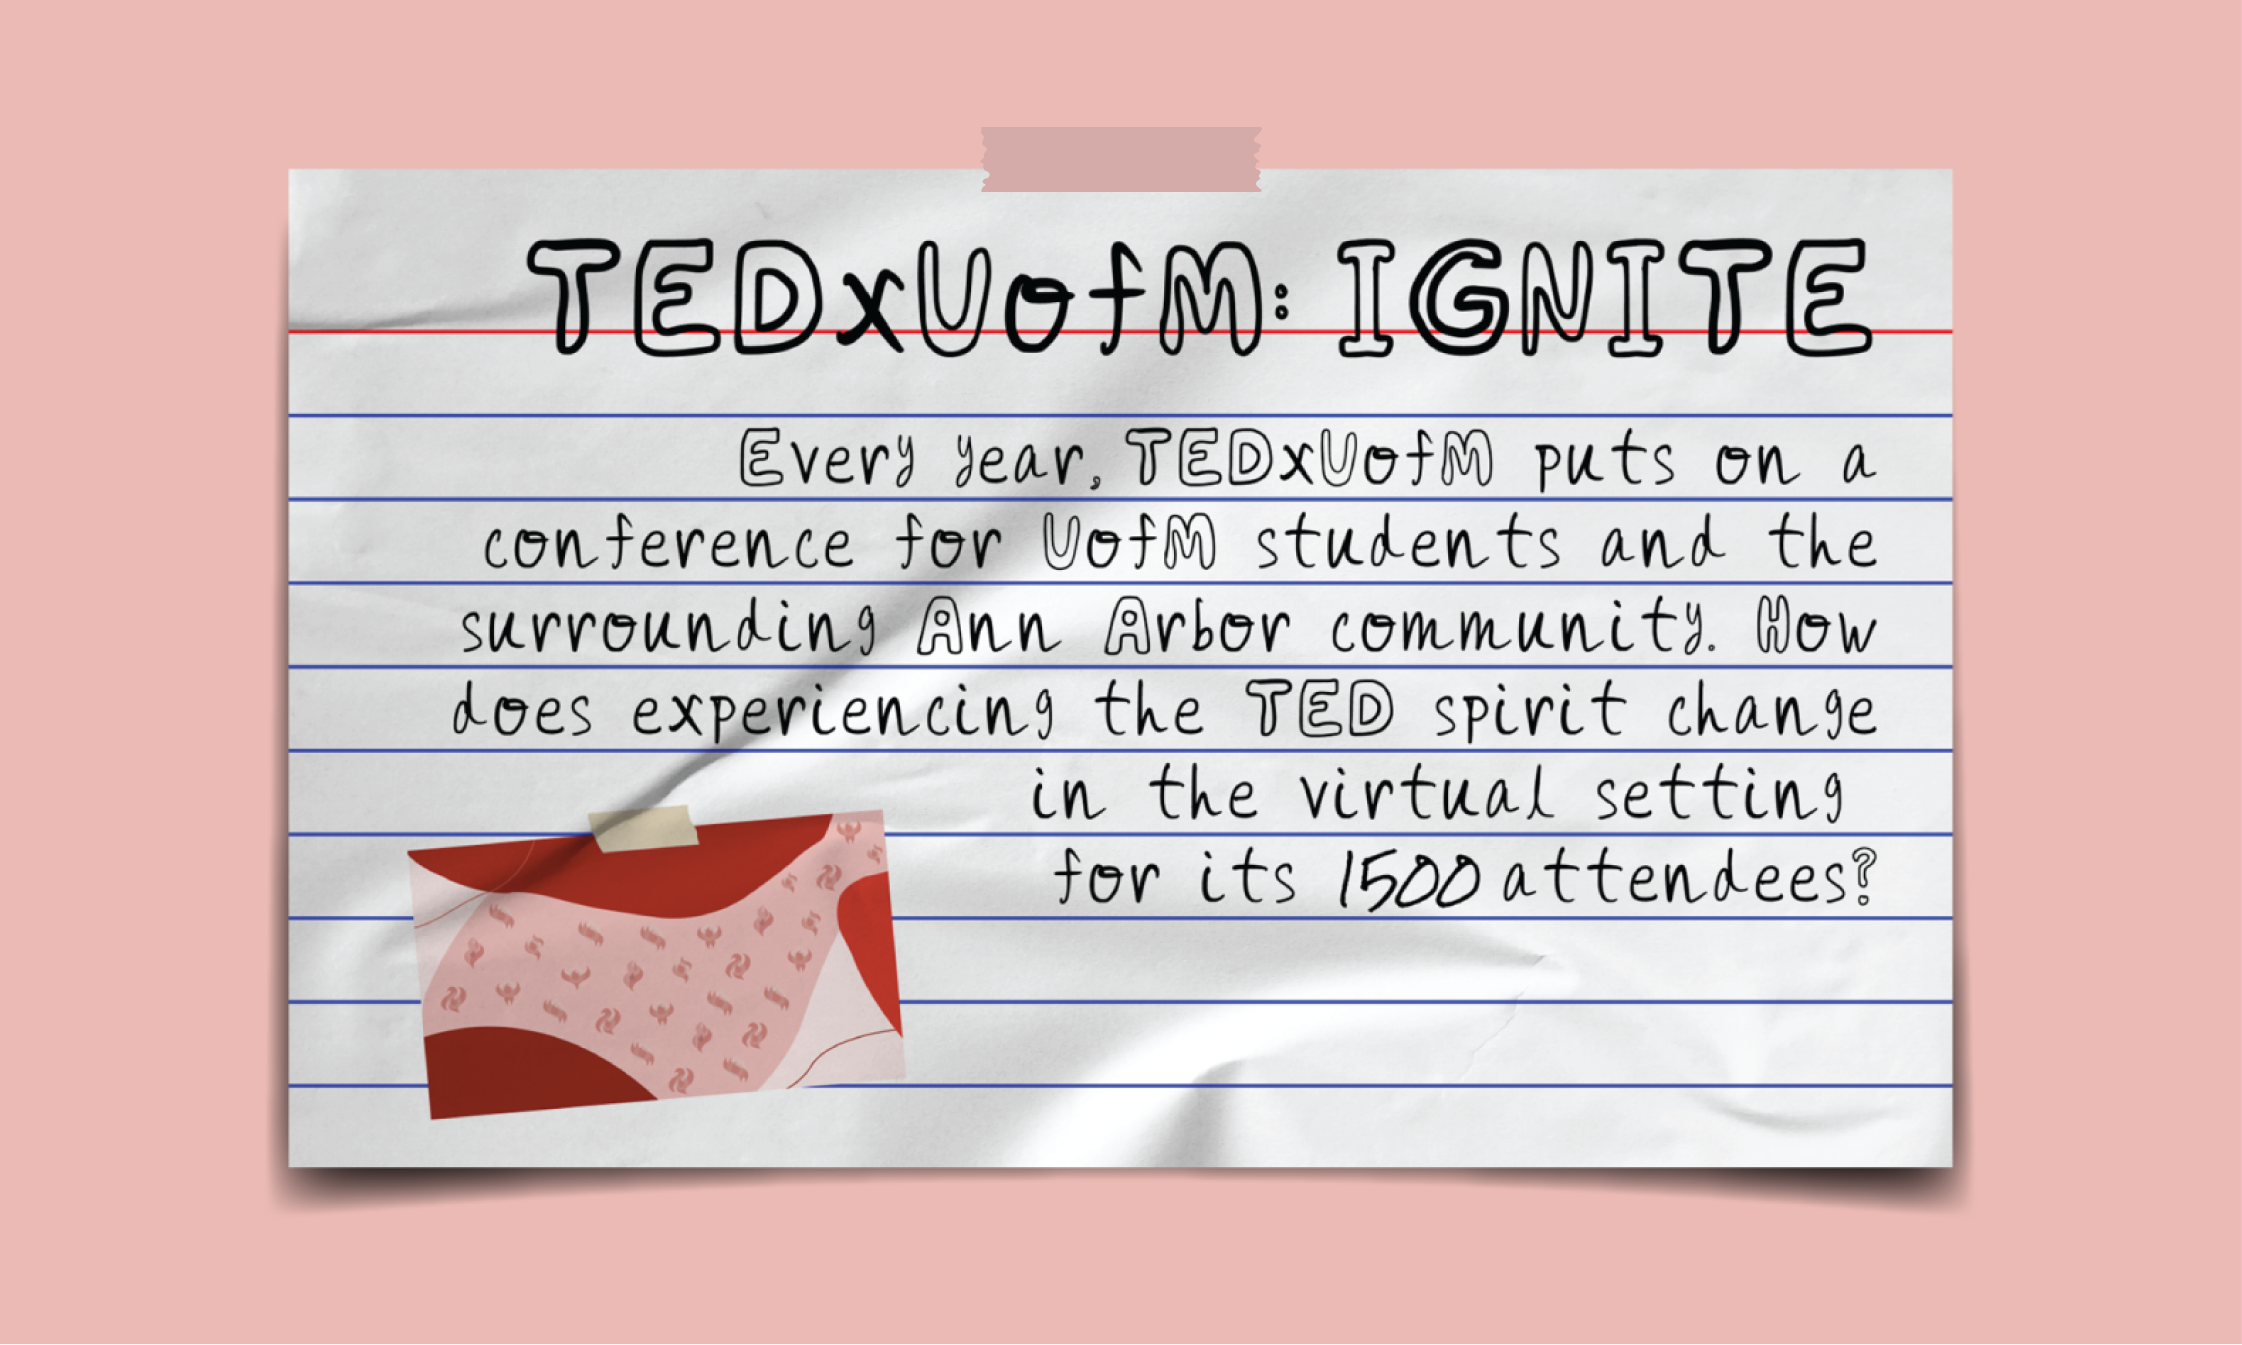 TEDxUofM: IGNITE
Every year, TEDxUofM puts on a
conference for UofM students and the
surrounding Ann Arbor community. How
does experiencing the TED spirit change
in the virtual setting
for its 1500 attendees?